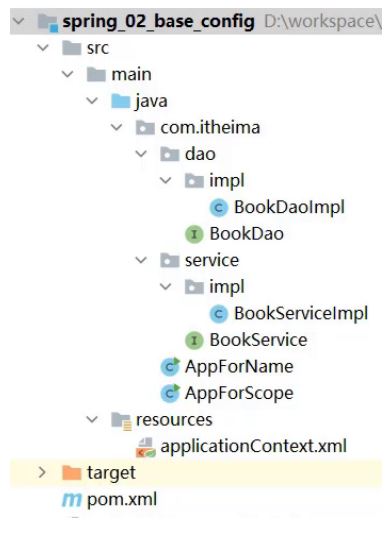 spring_02_base_config D:\workspace\
src
main
java
com.itheima
dao
impl
C BookDaoImpl
I BookDao
service
impl
C BookServiceImpl
I BookService
C AppForName
C AppForScope
resources
applicationContext.xml
target
m pom.xml